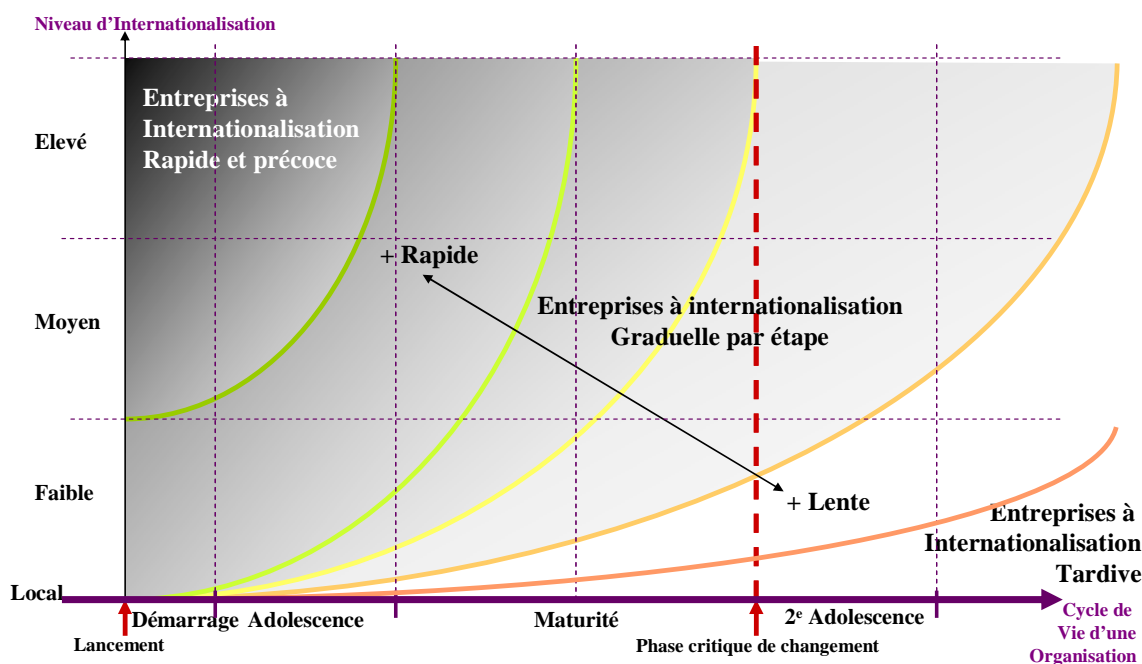 Niveau d'Internationalisation
Entreprises à
Internationalisation
Rapide et précoce
Elevé
+ Rapide
Entreprises à internationalisation
Graduelle par étape
Moyen
Faible
+ Lente
Entreprises à
Internationalisation
Tardive
Local
Démarrage Adolescence Maturité 2e Adolescence
Cycle de
Vie d'une
Organisation
Lancement
Phase critique de changement